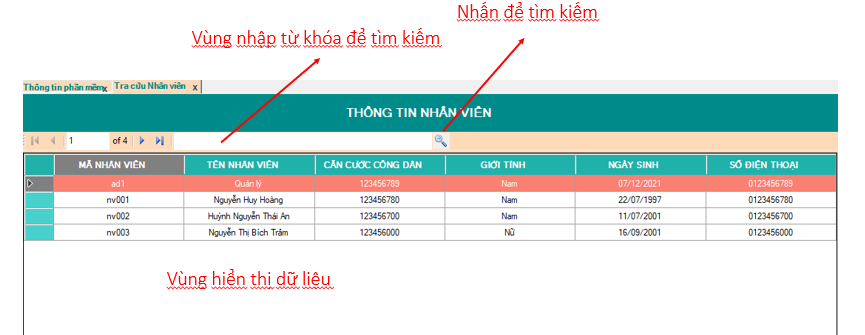 Nhấn để tìm kiếm
Vùng nhập từ khóa để tìm kiếm
Thông tin phần mềm x Tra cứu Nhân viên x
THÔNG TIN NHÂN VIÊN
1 of 4
MÃ NHÂN VIÊN TÊN NHÂN VIÊN CĂN CƯỚC CÔNG DÂN GIỚI TÍNH NGÀY SINH SỐ ĐIỆN THOẠI
ad1 Quản lý 123456789 Nam 07/12/2021 0123456789
nv001 Nguyễn Huy Hoàng 123456780 Nam 22/07/1997 0123456780
nv002 Huỳnh Nguyễn Thái An 123456700 Nam 11/07/2001 0123456700
nv003 Nguyễn Thị Bích Trâm 123456000 Nữ 16/09/2001 0123456000
Vùng hiển thị dữ liệu